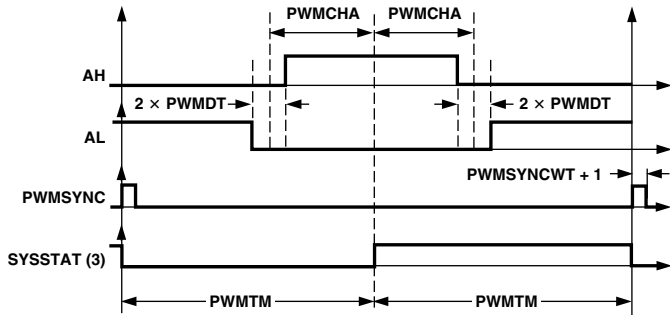 PWMCHA PWMCHA
AH
2 × PWMDT 2 × PWMDT
AL
PWMSYNCWT + 1
PWMSYNC
SYSSTAT (3)
PWMTM PWMTM